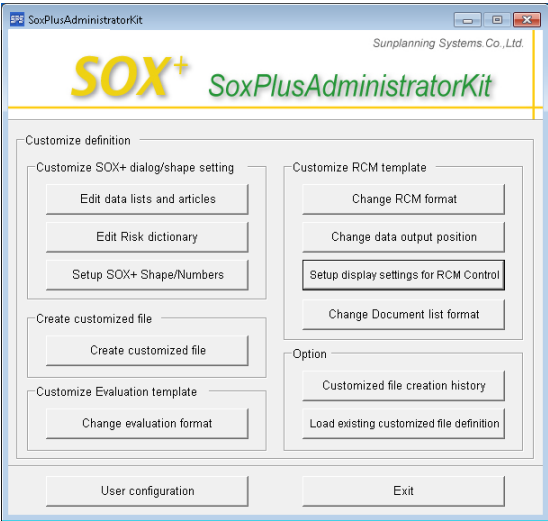 SPS SoxPlusAdministratorKit
Sunplanning Systems.Co.,Ltd.
SOX+ SoxPlusAdministratorKit
Customize definition
Customize SOX+ dialog/shape setting
Edit data lists and articles
Edit Risk dictionary
Setup SOX+ Shape/Numbers
Create customized file
Create customized file
Customize Evaluation template
Change evaluation format
Customize RCM template
Change RCM format
Change data output position
Setup display settings for RCM Control
Change Document list format
Option
Customized file creation history
Load existing customized file definition
User configuration
Exit